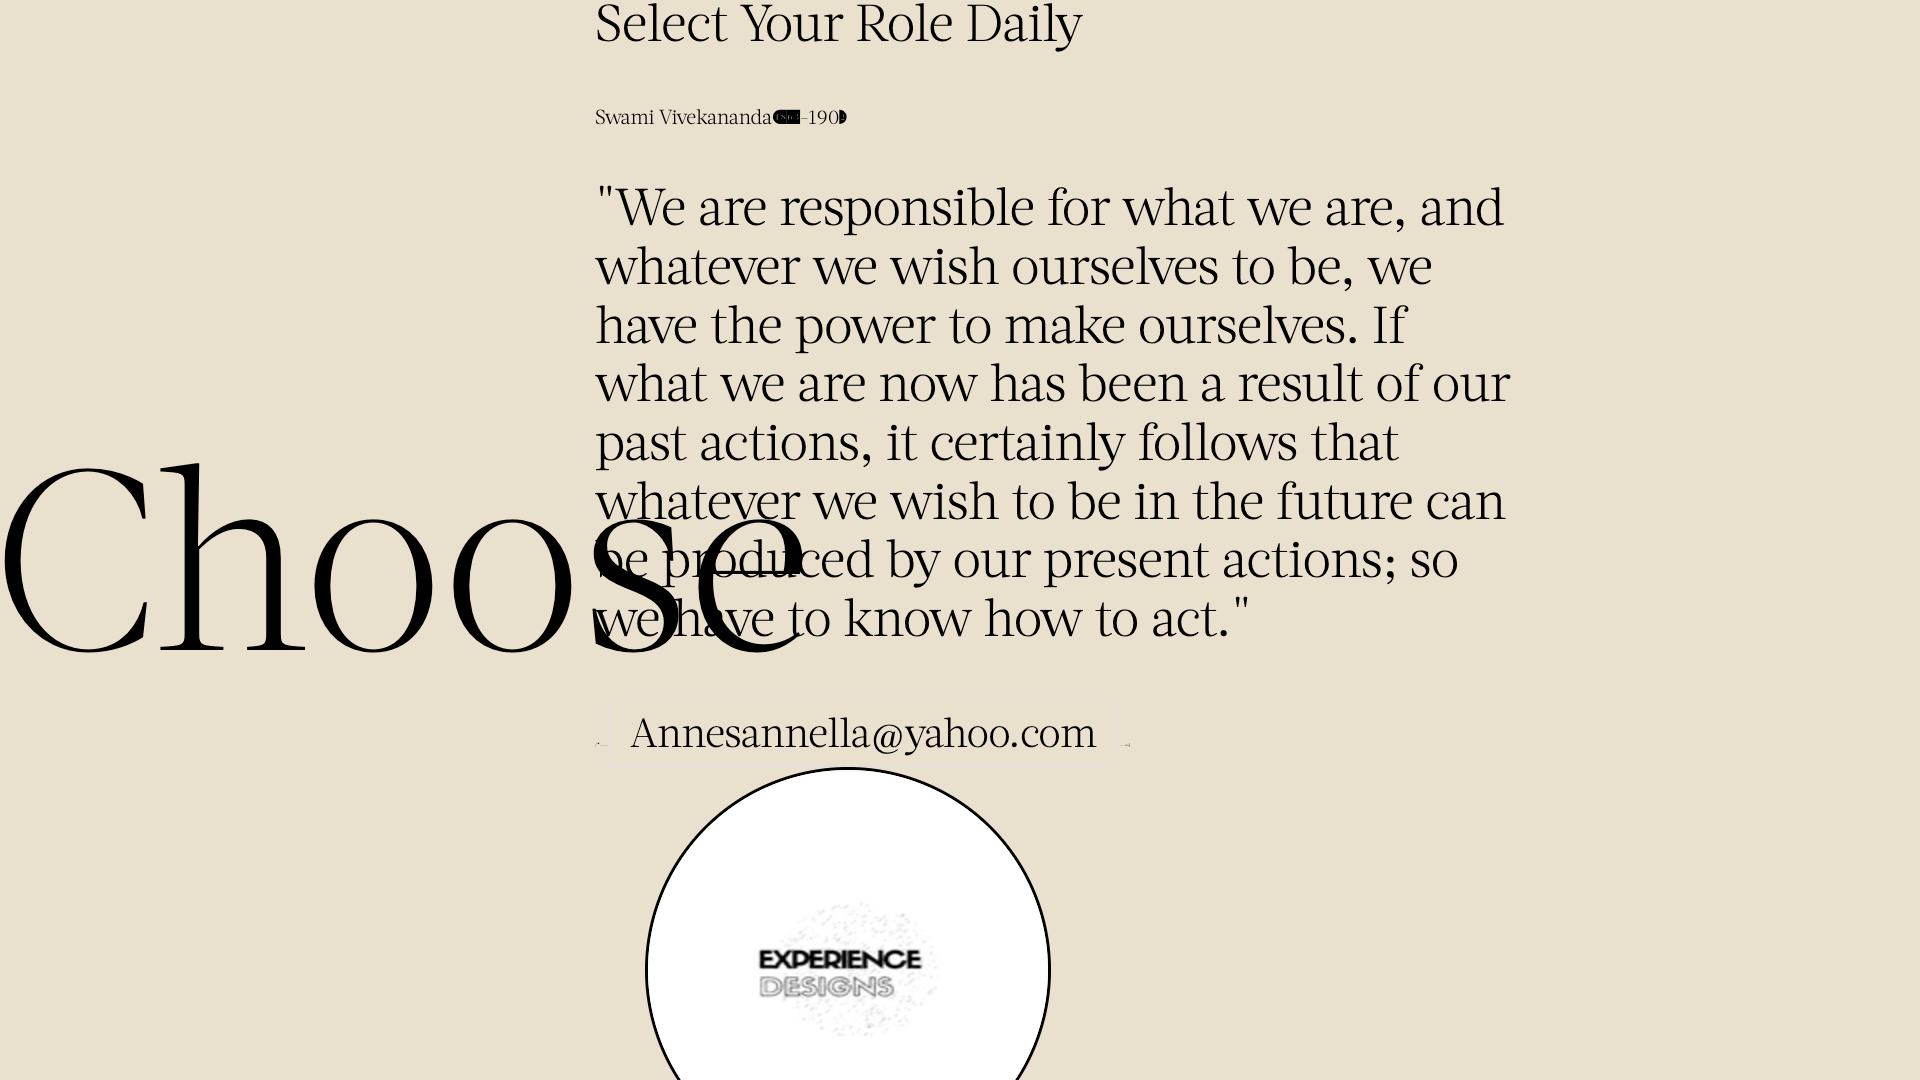 Select Your Role Daily
Swami Vivekananda –190
"We are responsible for what we are, and
whatever we wish ourselves to be, we
have the power to make ourselves. If
what we are now has been a result of our
past actions, it certainly follows that
whatever we wish to be in the future can
be produced by our present actions; so
we have to know how to act."
Choose
Annesannella@yahoo.com
EXPERIENCE
DESIGNS